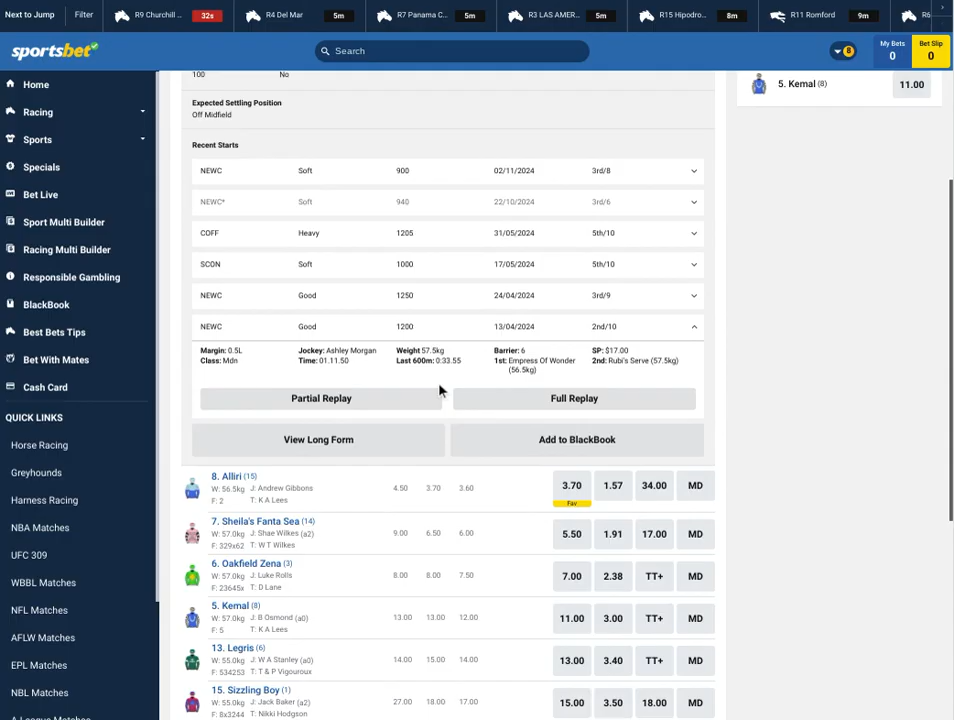 Next to Jump Filter R9 Churchill ... 32s R4 Del Mar 5m R7 Panama C... 5m R3 LAS AMER... 5m R15 Hipodro... 8m R11 Romford 9m R6
sportsbet Search 8 My Bets 0 Bet Slip 0
Home
Racing
Sports
Specials
Bet Live
Sport Multi Builder
Racing Multi Builder
Responsible Gambling
BlackBook
Best Bets Tips
Bet With Mates
Cash Card
QUICK LINKS
Horse Racing
Greyhounds
Harness Racing
NBA Matches
UFC 309
WBBL Matches
NFL Matches
AFLW Matches
EPL Matches
NBL Matches
100 No
Expected Settling Position
Off Midfield
Recent Starts
NEWC Soft 900 02/11/2024 3rd/8
NEWC* Soft 940 22/10/2024 3rd/6
COFF Heavy 1205 31/05/2024 5th/10
SCON Soft 1000 17/05/2024 5th/10
NEWC Good 1250 24/04/2024 3rd/9
NEWC Good 1200 13/04/2024 2nd/10
Margin: 0.5L Jockey: Ashley Morgan Weight 57.5kg Barrier: 6 SP: $17.00
Class: Mdn Time: 01.11.50 Last 600m: 0:33.55 1st: Empress Of Wonder 2nd: Rubi's Serve (57.5kg)
(56.5kg)
Partial Replay Full Replay
View Long Form Add to BlackBook
8. Alliri (15)
W: 56.5kg J: Andrew Gibbons 4.50 3.70 3.60 3.70 1.57 34.00 MD
F: 2 T: K A Lees Fav
7. Sheila's Fanta Sea (14)
W: 57.0kg J: Shae Wilkes (a2) 9.00 6.50 6.00 5.50 1.91 17.00 MD
F: 329x62 T: W T Wilkes
6. Oakfield Zena (3)
W: 57.0kg J: Luke Rolls 8.00 8.00 7.50 7.00 2.38 TT+ MD
F: 23645x T: D Lane
5. Kemal (8)
W: 57.0kg J: B Osmond (a0) 13.00 13.00 12.00 11.00 3.00 TT+ MD
F: 5 T: K A Lees
13. Legris (6)
W: 55.0kg J: W A Stanley (a0) 14.00 15.00 14.00 13.00 3.40 TT+ MD
F: 534253 T: T & P Vigouroux
15. Sizzling Boy (1)
W: 55.0kg J: Jack Baker (a2) 27.00 18.00 17.00 15.00 3.50 18.00 MD
F: 8x3244 T: Nikki Hodgson
5. Kemal (8) 11.00